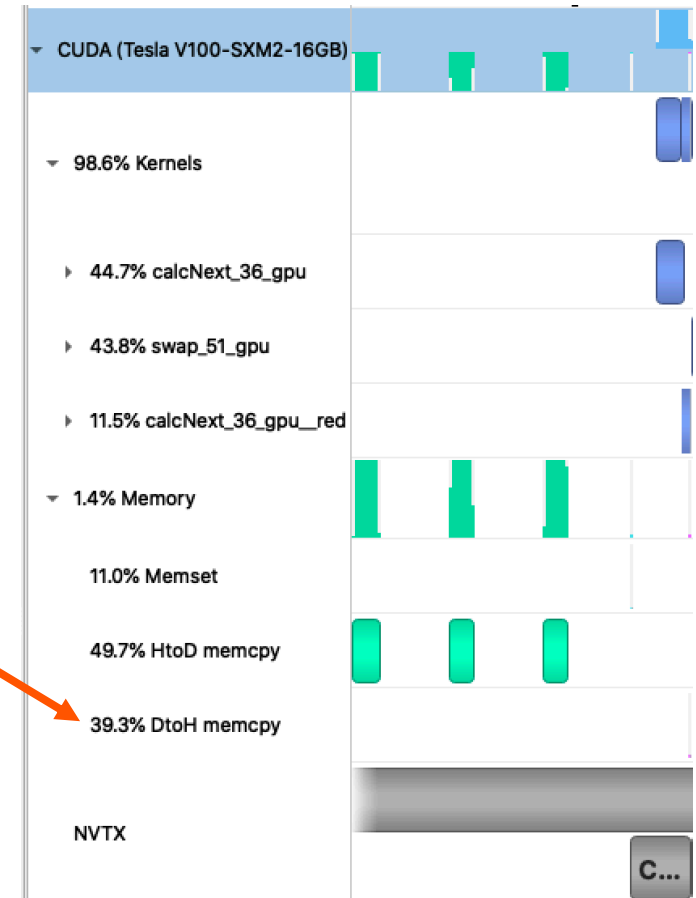 CUDA (Tesla V100-SXM2-16GB)
98.6% Kernels
44.7% calcNext_36_gpu
43.8% swap_51_gpu
11.5% calcNext_36_gpu__red
1.4% Memory
11.0% Memset
49.7% HtoD memcpy
39.3% DtoH memcpy
NVTX
C...